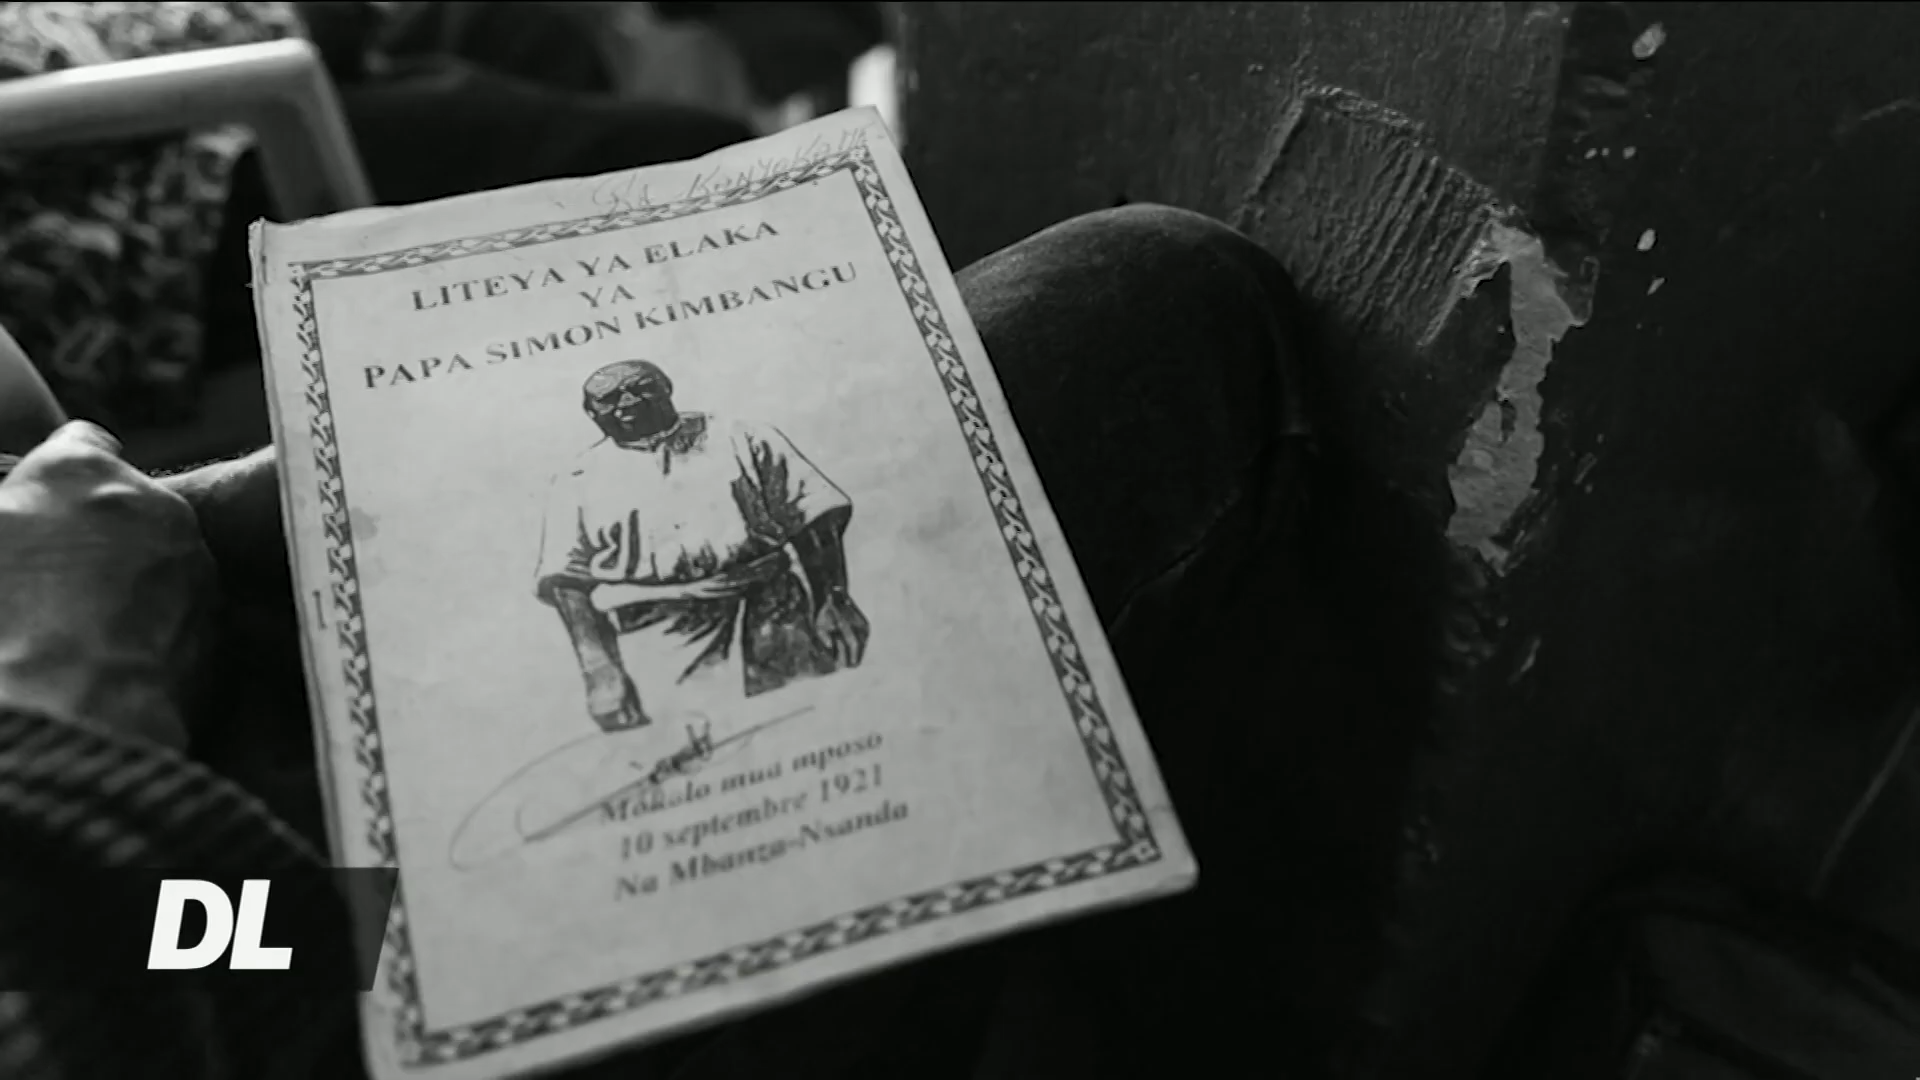 LITEYA YA ELAKA
YA
PAPA SIMON KIMBANGU
Mokolo mua mposo
10 septembre 1921
Na Mbanza-Nsanda
DL